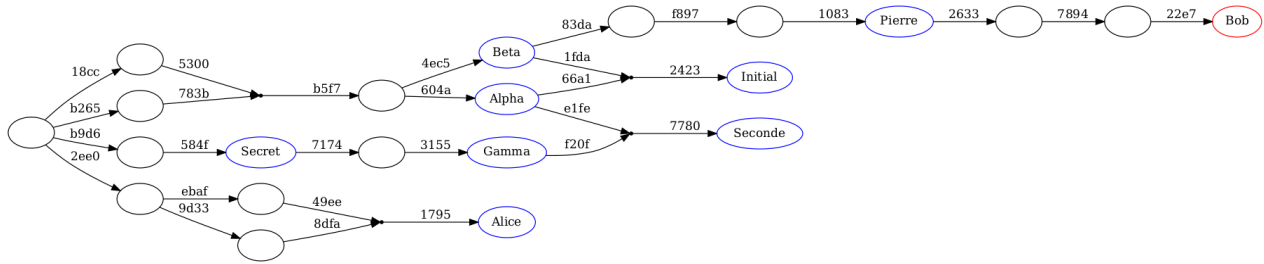 83da
f897
1083
Pierre
2633
7894
22e7
Bob
18cc
5300
4ec5
Beta
1fda
2423
Initial
b265
783b
b5f7
604a
Alpha
66a1
e1fe
7780
Seconde
b9d6
584f
Secret
7174
3155
Gamma
f20f
2ee0
ebaf
49ee
1795
Alice
9d33
8dfa